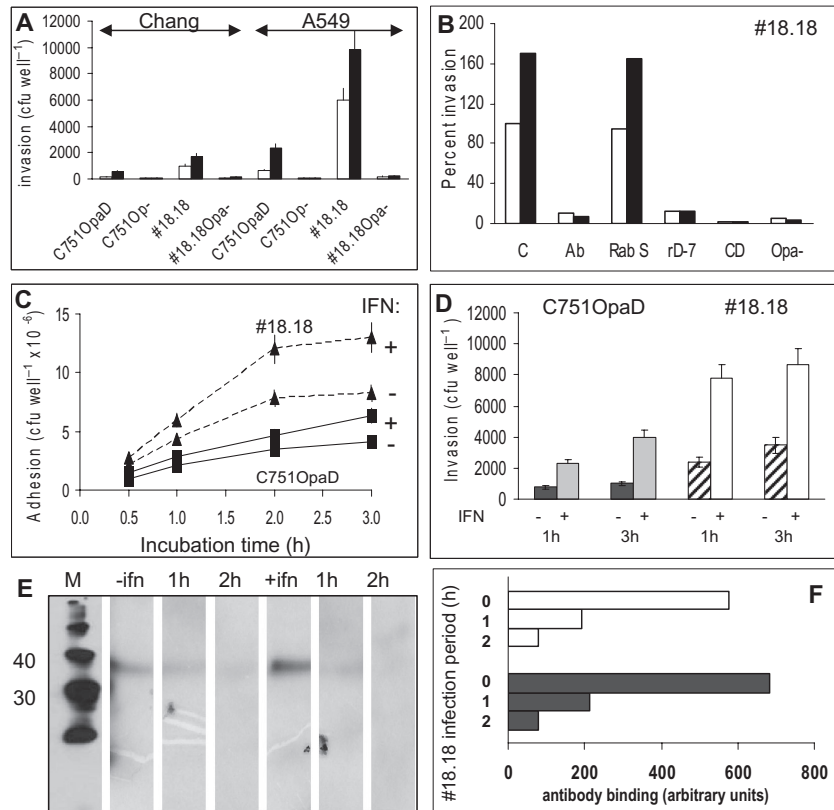 A
Chang
A549
12000
10000
8000
6000
4000
2000
0
invasion (cfu well⁻¹)
C751OpaD
C751Op-
#18.18
#18.18Opa-
C751OpaD
C751Op-
#18.18
#18.18Opa-
B
#18.18
200
160
120
80
40
0
Percent invasion
C Ab Rab S rD-7 CD Opa-
C
IFN:
#18.18
+
-
+
-
C751OpaD
15
10
5
0
Adhesion (cfu well⁻¹ x 10⁻⁶)
0.0 0.5 1.0 1.5 2.0 2.5 3.0
Incubation time (h)
D
C751OpaD #18.18
12000
10000
8000
6000
4000
2000
0
Invasion (cfu well⁻¹)
IFN - + - + - + - +
1h 3h 1h 3h
E
M -ifn 1h 2h +ifn 1h 2h
40
30
F
#18.18 infection period (h)
0
1
2
0
1
2
0 200 400 600 800
antibody binding (arbitrary units)